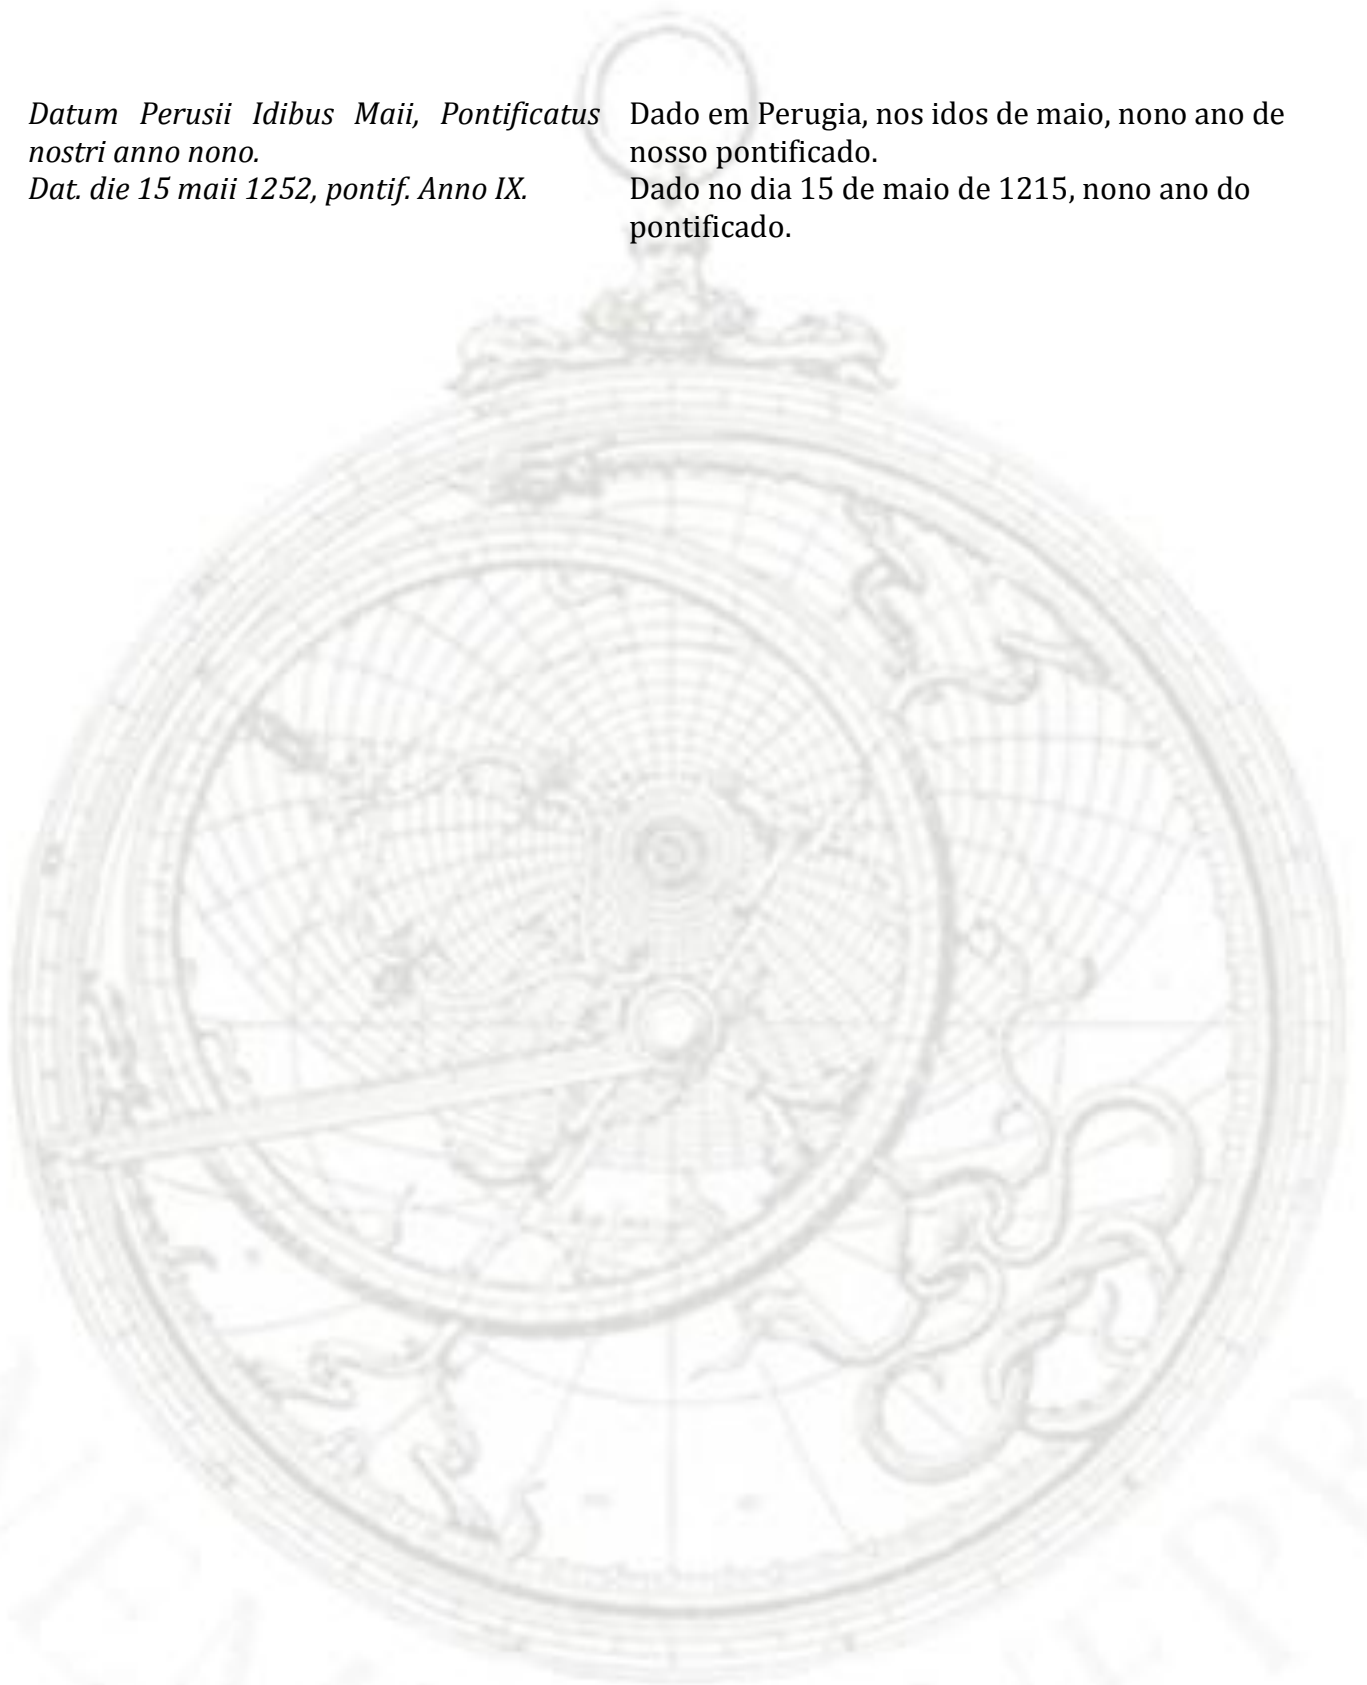 Datum Perusii Idibus Maii, Pontificatus
nostri anno nono.
Dat. die 15 maii 1252, pontif. Anno IX.
Dado em Perugia, nos idos de maio, nono ano de
nosso pontificado.
Dado no dia 15 de maio de 1215, nono ano do
pontificado.